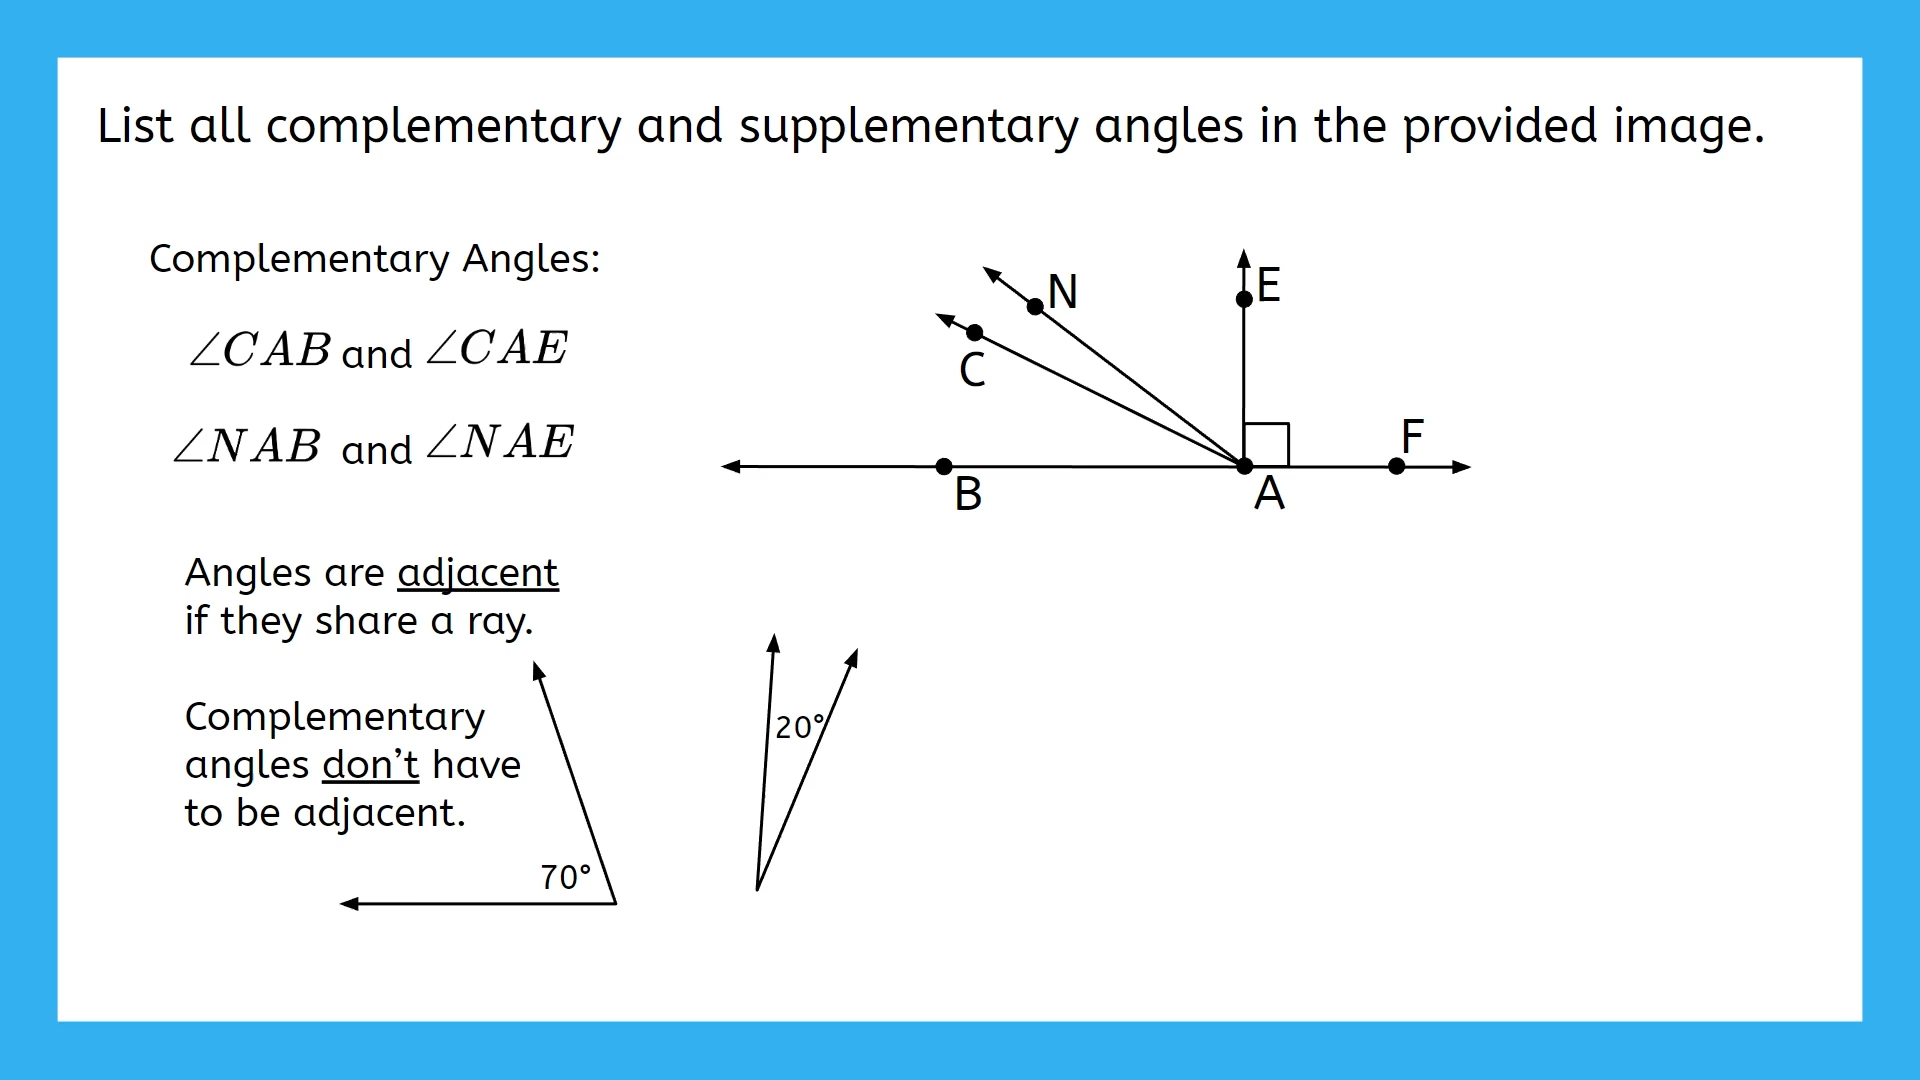 List all complementary and supplementary angles in the provided image.
Complementary Angles:
∠CAB and ∠CAE
∠NAB and ∠NAE
Angles are adjacent
if they share a ray.
Complementary
angles don’t have
to be adjacent.
70°
20°
N
E
C
F
B
A